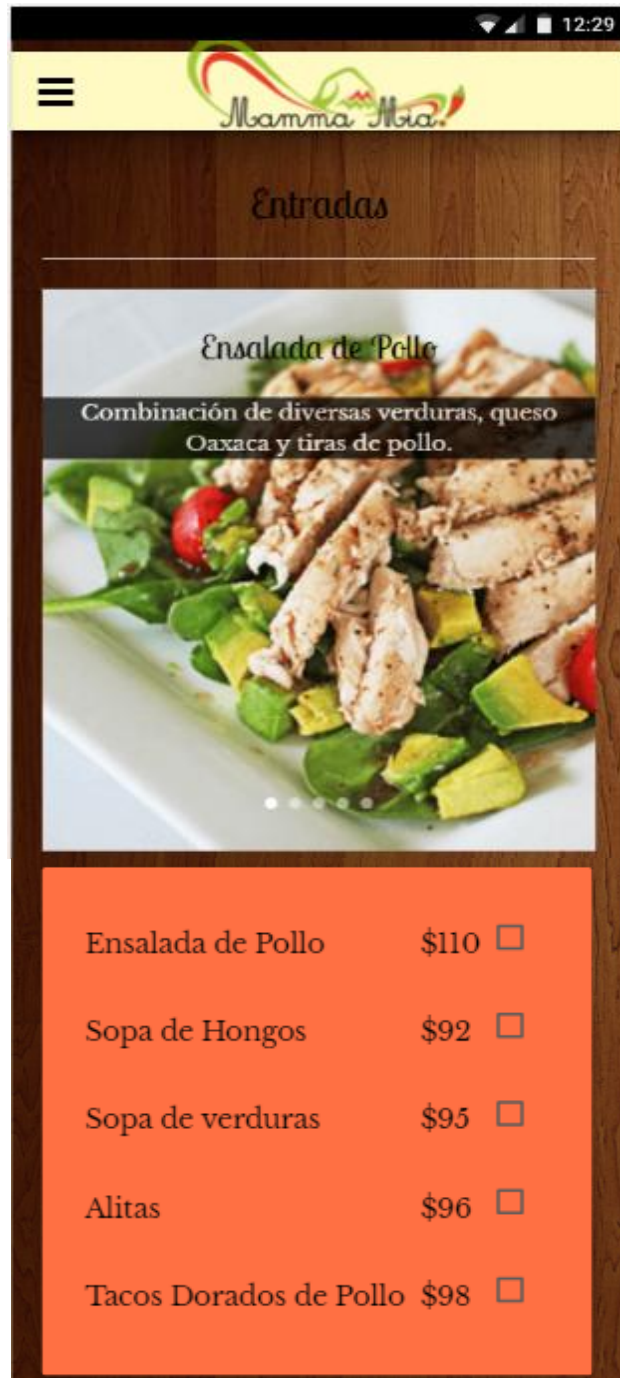 12:29
Mamma Mia!
Entradas
Ensalada de Pollo
Combinación de diversas verduras, queso
Oaxaca y tiras de pollo.
Ensalada de Pollo $110
Sopa de Hongos $92
Sopa de verduras $95
Alitas $96
Tacos Dorados de Pollo $98